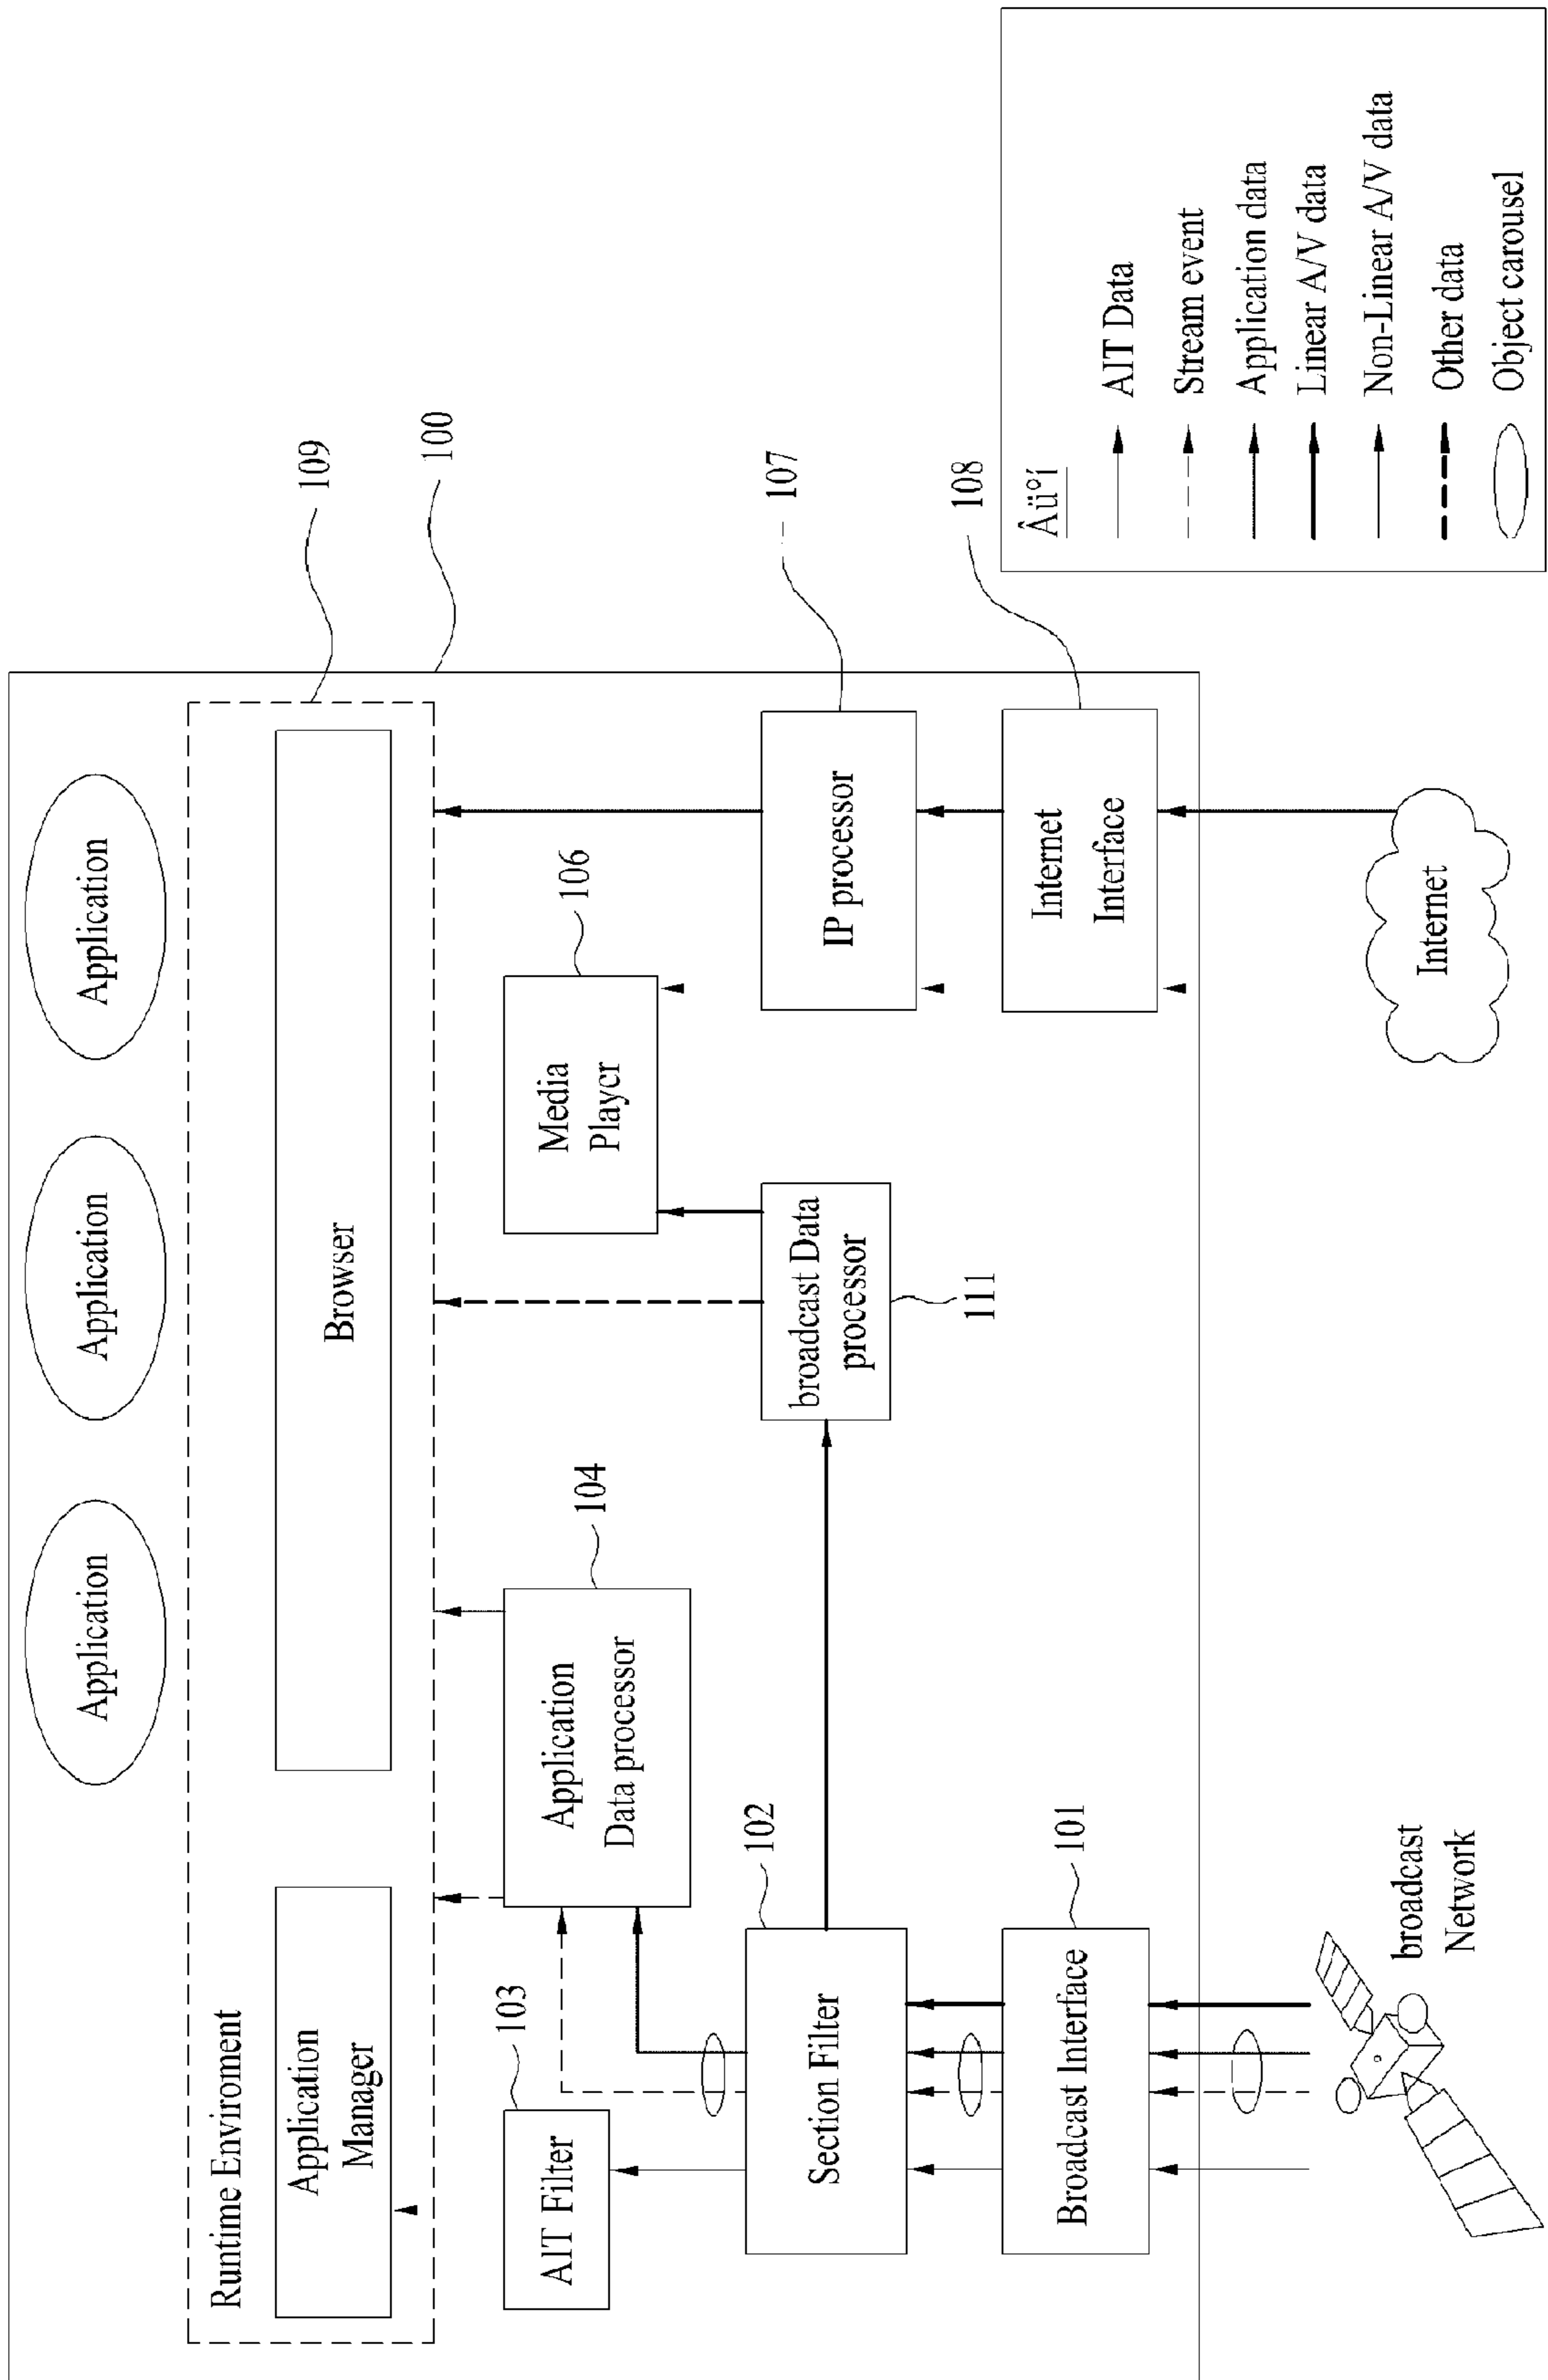 Application
Application
Application
Runtime Enviroment
109
Application
Manager
Browser
100
AIT Filter
103
Application
Data processor
104
Media
Player
106
Section Filter
102
broadcast Data
processor
111
IP processor
107
Broadcast Interface
101
Internet
Interface
108
broadcast
Network
Internet
Âüºí
AIT Data
Stream event
Application data
Linear A/V data
Non-Linear A/V data
Other data
Object carousel